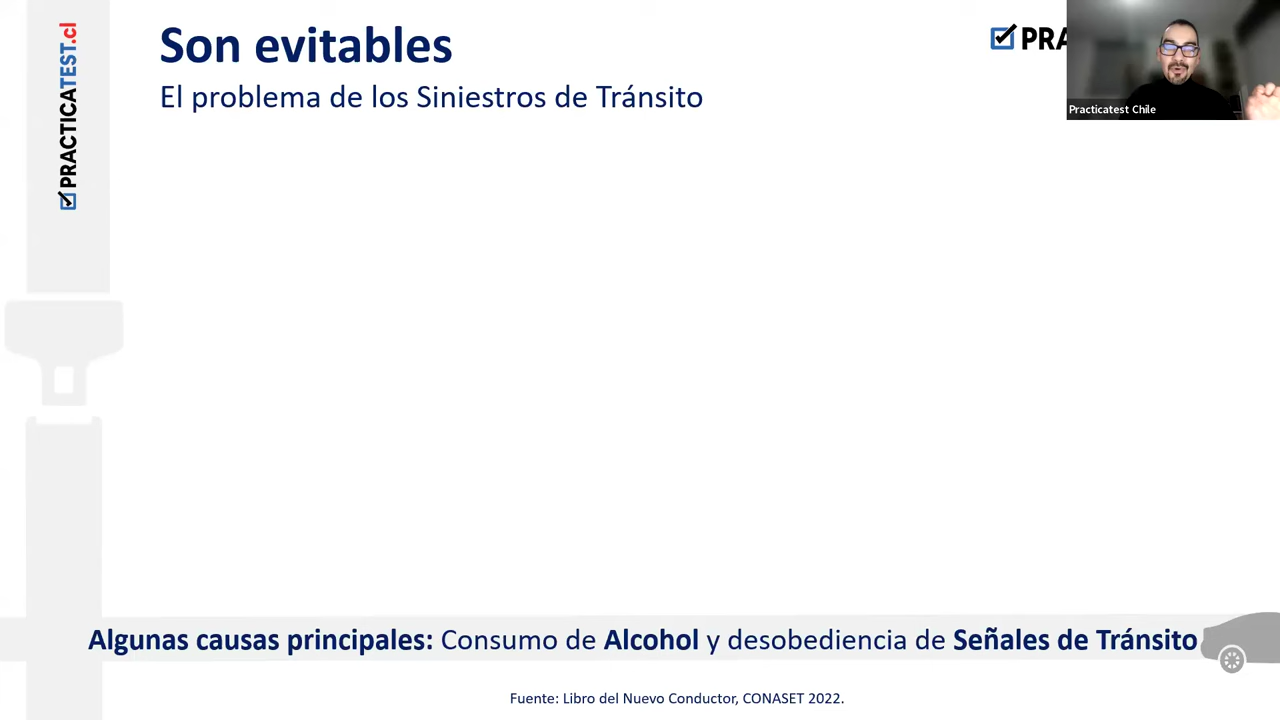 PRACTICATEST.cl
Son evitables
El problema de los Siniestros de Tránsito
PRA
Practicatest Chile
Algunas causas principales: Consumo de Alcohol y desobediencia de Señales de Tránsito
Fuente: Libro del Nuevo Conductor, CONASET 2022.